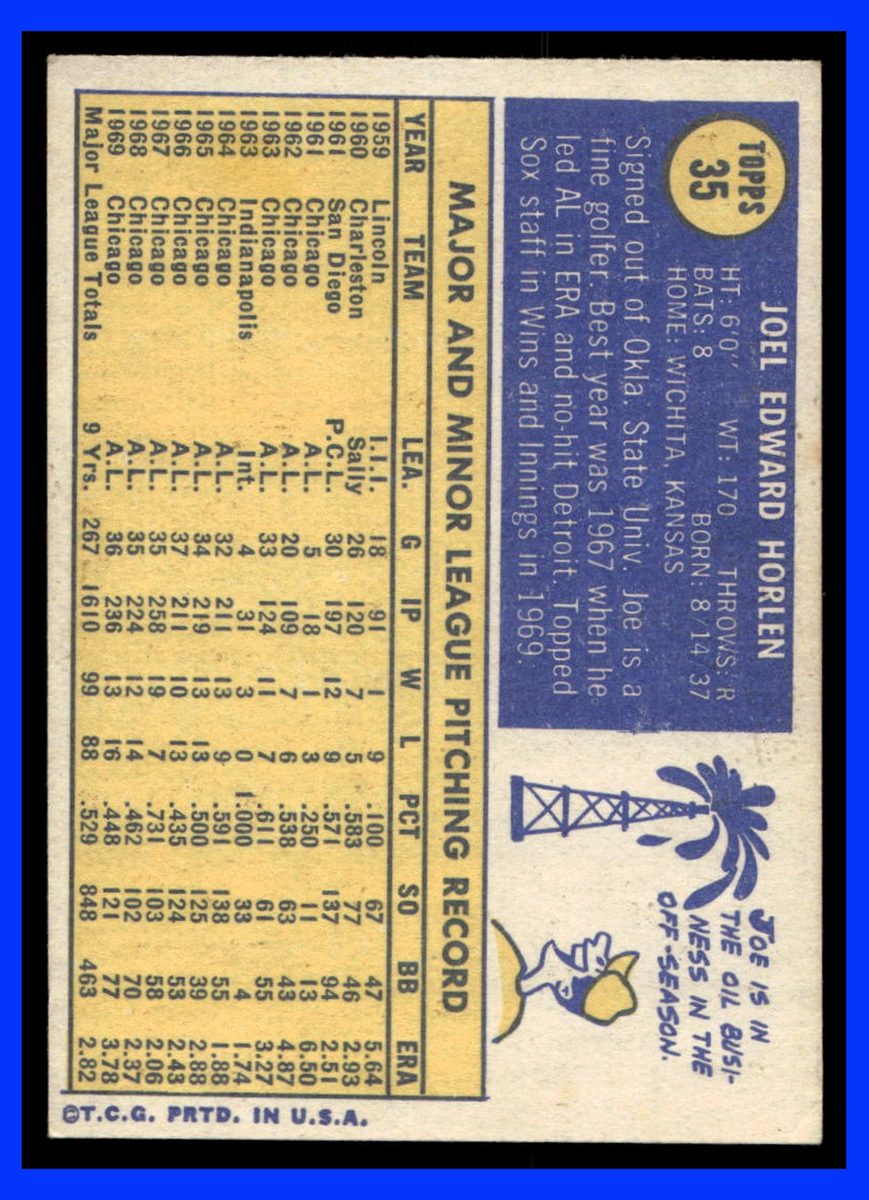 TOPPS
35
JOEL EDWARD HORLEN
HT: 6'0" WT: 170 THROWS: R
BATS: 8 BORN: 8/14/37
HOME: WICHITA, KANSAS
Signed out of Okla. State Univ. Joe is a
fine golfer. Best year was 1967 when he
led AL in ERA and no-hit Detroit. Topped
Sox staff in Wins and Innings in 1969.
JOE IS IN
THE OIL BUSI-
NESS IN THE
OFF-SEASON.
MAJOR AND MINOR LEAGUE PITCHING RECORD
YEAR TEAM LEA. G IP W L PCT SO BB ERA
1959 Lincoln I.I.I. 18 91 1 9 .100 67 47 5.64
1960 Charleston Sally 26 120 7 5 .583 77 46 2.93
1961 San Diego P.C.L. 30 197 12 9 .571 137 94 2.51
1961 Chicago A.L. 5 18 1 3 .250 11 13 6.50
1962 Chicago A.L. 20 109 7 6 .538 63 43 4.87
1963 Chicago A.L. 33 124 11 7 .611 61 55 3.27
1963 Indianapolis Int. 4 31 3 0 1.000 33 4 1.74
1964 Chicago A.L. 32 211 13 9 .591 138 55 1.88
1965 Chicago A.L. 34 219 13 13 .500 125 39 2.88
1966 Chicago A.L. 37 211 10 13 .435 124 53 2.43
1967 Chicago A.L. 35 258 19 7 .731 103 58 2.06
1968 Chicago A.L. 35 224 12 14 .462 102 70 2.37
1969 Chicago A.L. 36 236 13 16 .448 121 77 3.78
Major League Totals 9 Yrs. 267 1610 99 88 .529 848 463 2.82
©T.C.G. PRTD. IN U.S.A.